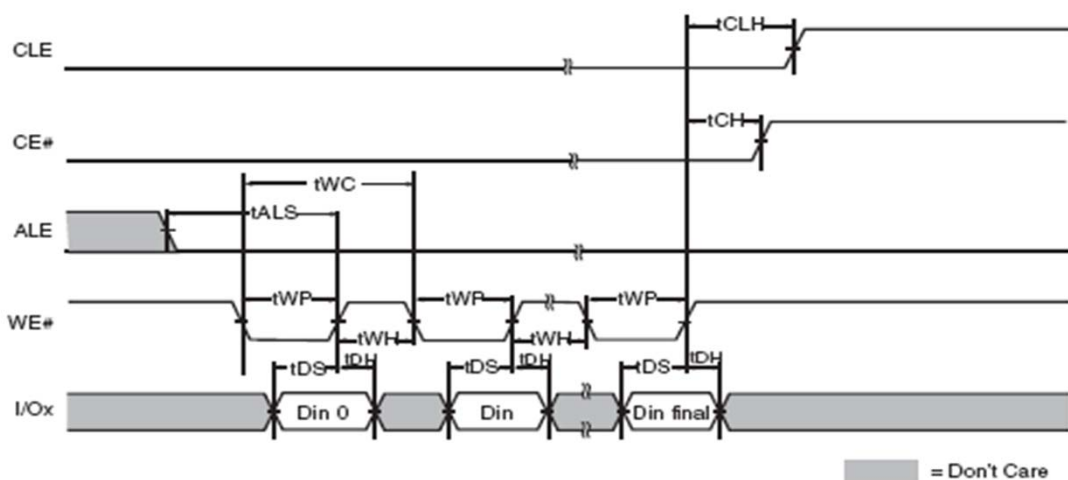 tCLH
CLE
tCH
CE#
tWC
tALS
ALE
tWP tWP tWP
WE#
tWH tWH
tDS tDH tDS tDH tDS tDH
I/Ox Din 0 Din Din final
= Don't Care